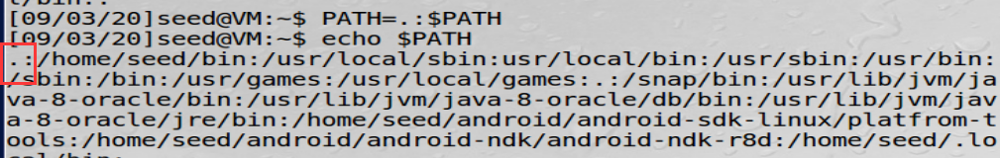 [09/03/20]seed@VM:~$ PATH=.:$PATH
[09/03/20]seed@VM:~$ echo $PATH
.:/home/seed/bin:/usr/local/sbin:usr/local/bin:/usr/sbin:/usr/bin:
/sbin:/bin:/usr/games:/usr/local/games:.:/snap/bin:/usr/lib/jvm/ja
va-8-oracle/bin:/usr/lib/jvm/java-8-oracle/db/bin:/usr/lib/jvm/jav
a-8-oracle/jre/bin:/home/seed/android/android-sdk-linux/platfrom-t
ools:/home/seed/android/android-ndk/android-ndk-r8d:/home/seed/.lo